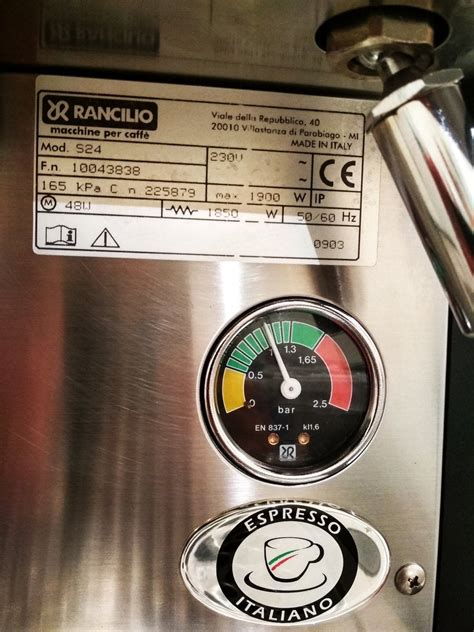 RANCILIO
macchine per caffè
Viale della Repubblica, 40
20010 Villastanza di Parabiago - MI
MADE IN ITALY
Mod. S24
230V ~
F.n. 10043838 ~
165 kPa C n 225879 max 1900 W IP
M 48W 1850 W 50/60 Hz
CE
0903
0 0.5 1 1,3 1,65 2.5
bar
EN 837-1 kl1,6
ESPRESSO
ITALIANO